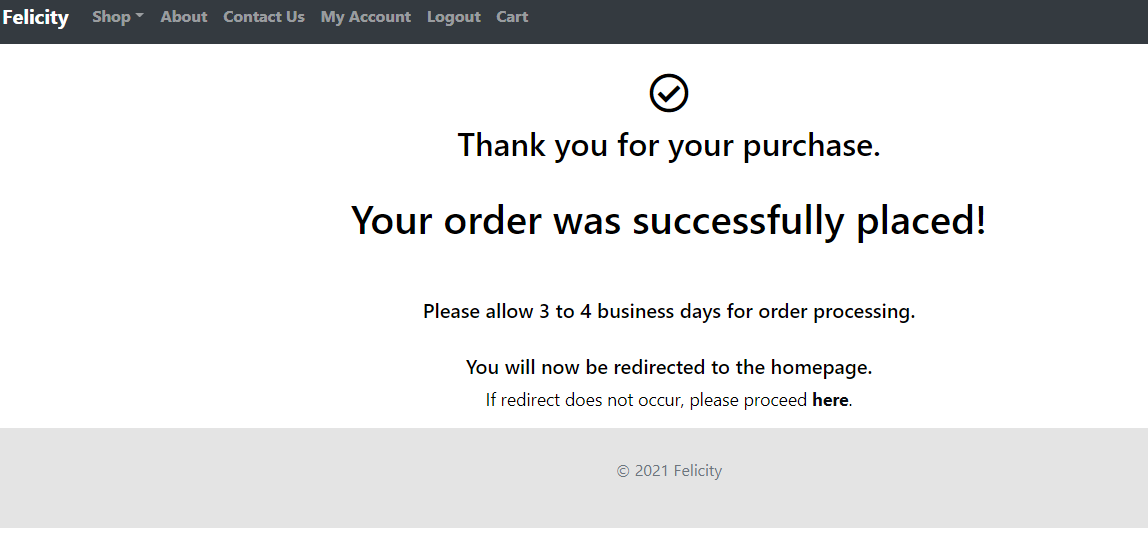 Felicity Shop About Contact Us My Account Logout Cart
Thank you for your purchase.
Your order was successfully placed!
Please allow 3 to 4 business days for order processing.
You will now be redirected to the homepage.
If redirect does not occur, please proceed here.
© 2021 Felicity